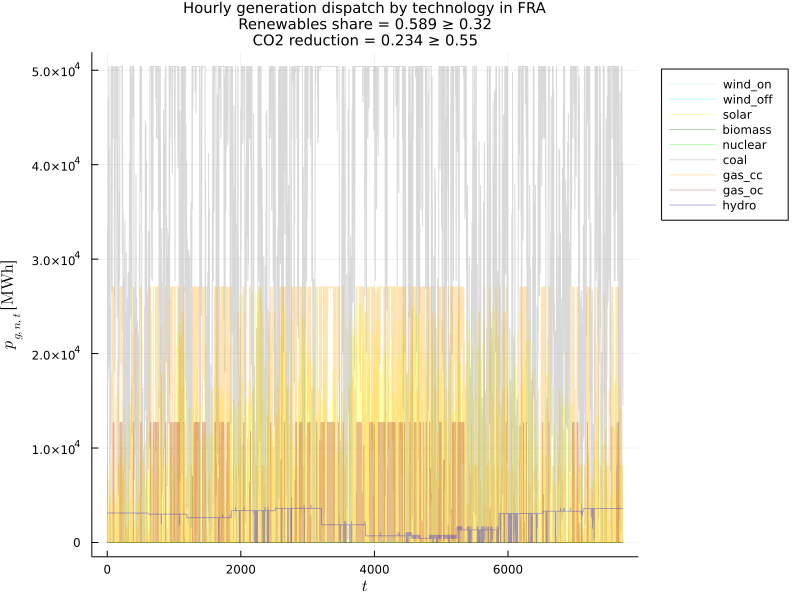 Hourly generation dispatch by technology in FRA
Renewables share = 0.589 ≥ 0.32
CO2 reduction = 0.234 ≥ 0.55
5.0×10⁴
4.0×10⁴
3.0×10⁴
2.0×10⁴
1.0×10⁴
0
p_{g,n,t} [MWh]
0 2000 4000 6000
t
wind_on
wind_off
solar
biomass
nuclear
coal
gas_cc
gas_oc
hydro